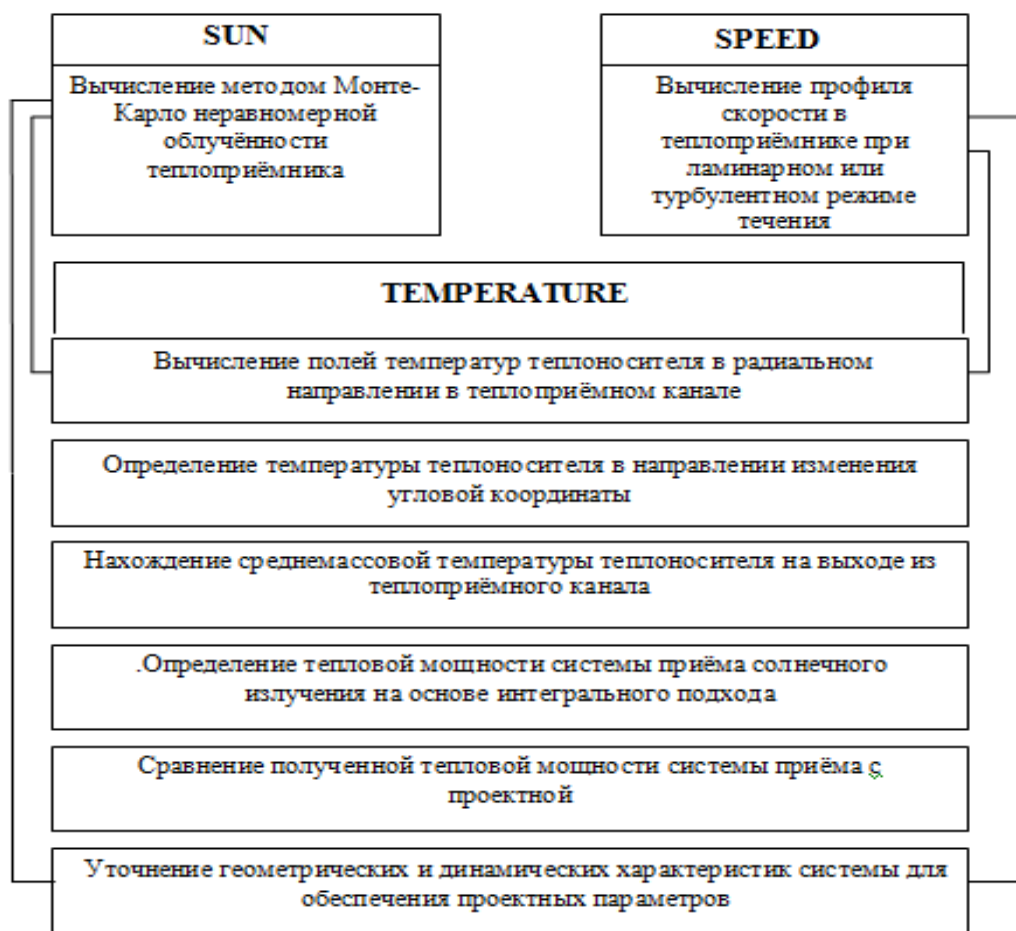 SUN
Вычисление методом Монте-
Карло неравномерной
облучённости
теплоприёмника
SPEED
Вычисление профиля
скорости в
теплоприёмнике при
ламинарном или
турбулентном режиме
течения
TEMPERATURE
Вычисление полей температур теплоносителя в радиальном
направлении в теплоприёмном канале
Определение температуры теплоносителя в направлении изменения
угловой координаты
Нахождение среднемассовой температуры теплоносителя на выходе из
теплоприёмного канала
.Определение тепловой мощности системы приёма солнечного
излучения на основе интегрального подхода
Сравнение полученной тепловой мощности системы приёма с
проектной
Уточнение геометрических и динамических характеристик системы для
обеспечения проектных параметров